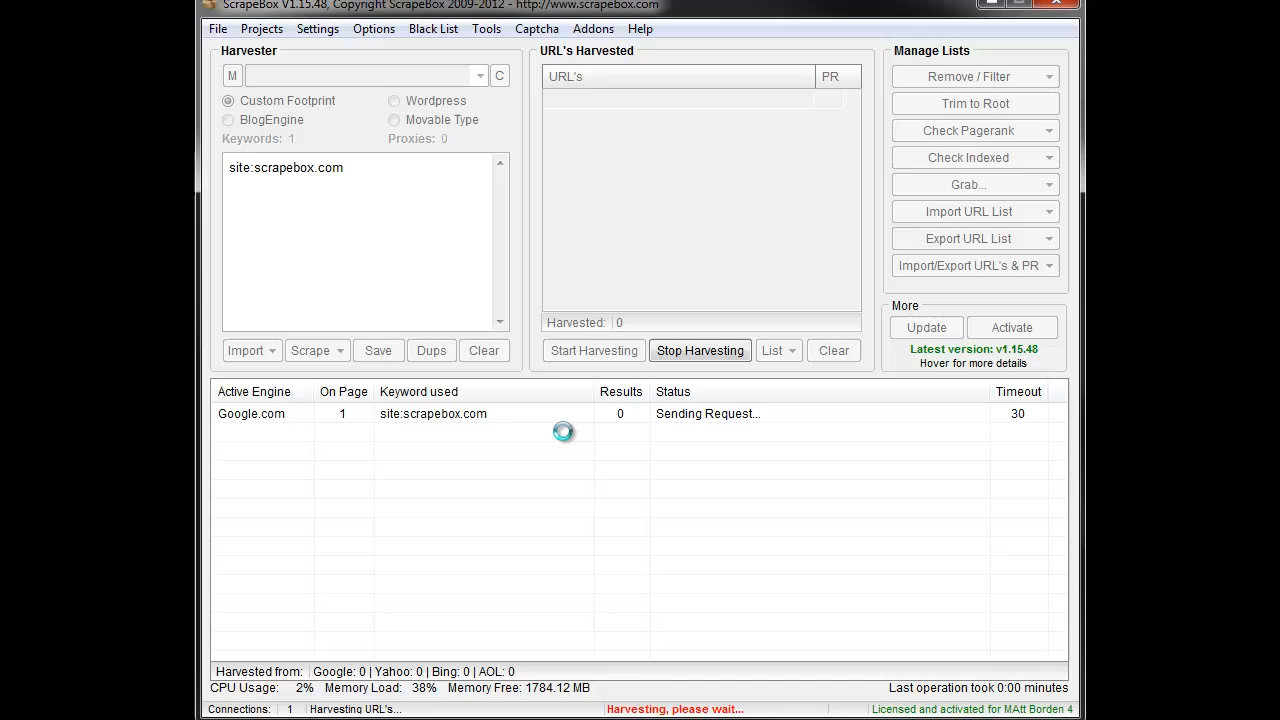 ScrapeBox V1.15.48, Copyright ScrapeBox 2009-2012 - http://www.scrapebox.com
File Projects Settings Options Black List Tools Captcha Addons Help
Harvester
M C
Custom Footprint Wordpress
BlogEngine Movable Type
Keywords: 1 Proxies: 0
site:scrapebox.com
Import Scrape Save Dups Clear
URL's Harvested
URL's PR
Harvested: 0
Start Harvesting Stop Harvesting List Clear
Manage Lists
Remove / Filter
Trim to Root
Check Pagerank
Check Indexed
Grab...
Import URL List
Export URL List
Import/Export URL's & PR
More
Update Activate
Latest version: v1.15.48
Hover for more details
Active Engine On Page Keyword used Results Status Timeout
Google.com 1 site:scrapebox.com 0 Sending Request... 30
Harvested from: Google: 0 | Yahoo: 0 | Bing: 0 | AOL: 0
CPU Usage: 2% Memory Load: 38% Memory Free: 1784.12 MB Last operation took 0:00 minutes
Connections: 1 Harvesting URL's... Harvesting, please wait... Licensed and activated for MAtt Borden 4